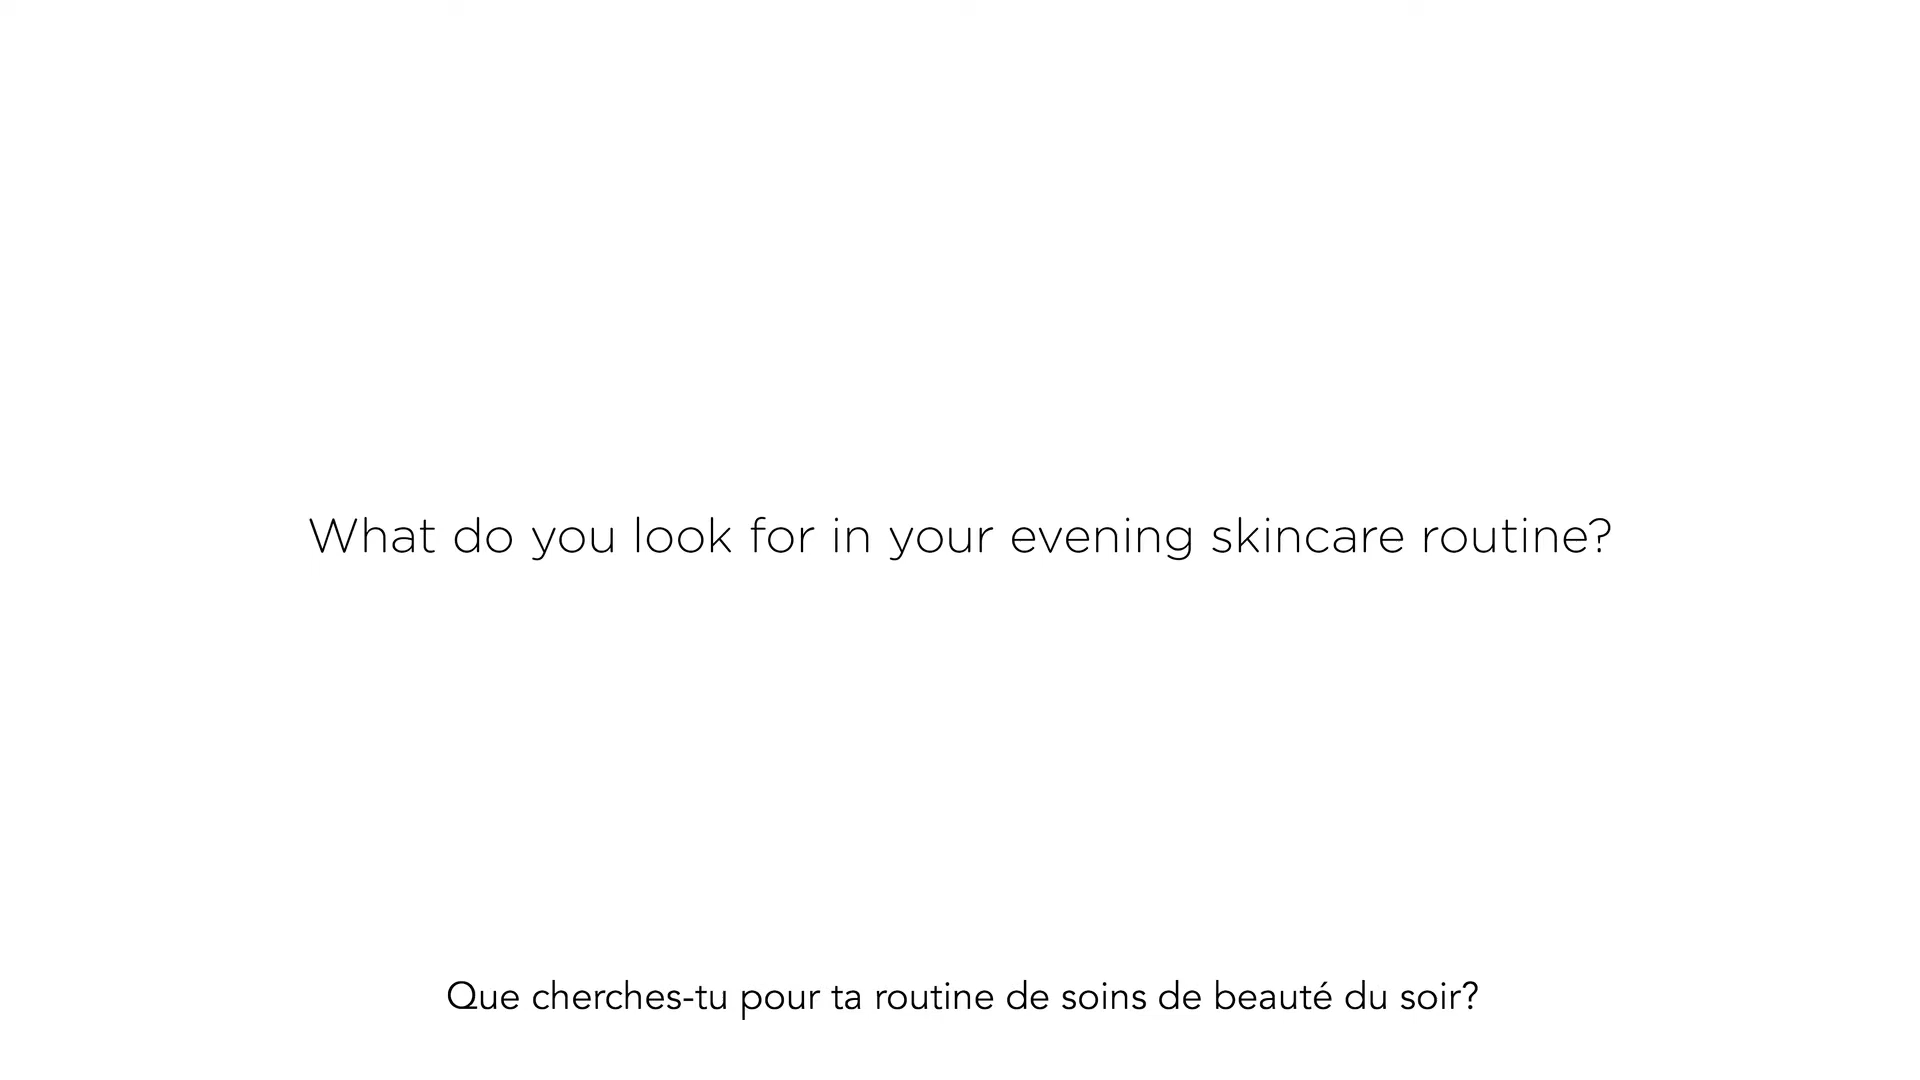 What do you look for in your evening skincare routine?
Que cherches-tu pour ta routine de soins de beauté du soir?